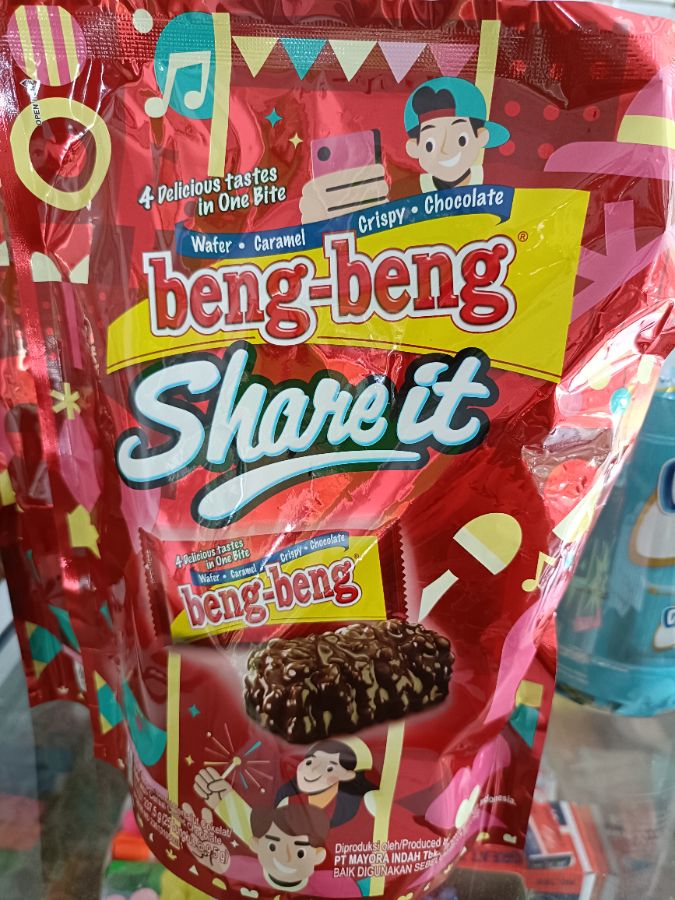 OPEN
4 Delicious tastes
in One Bite
Wafer • Caramel
Crispy • Chocolate
beng-beng®
Share it
4 Delicious tastes
in One Bite
Wafer • Caramel
Crispy • Chocolate
beng-beng
Diproduksi oleh/Produced
PT MAYORA INDAH Tbk
BAIK DIGUNAKAN